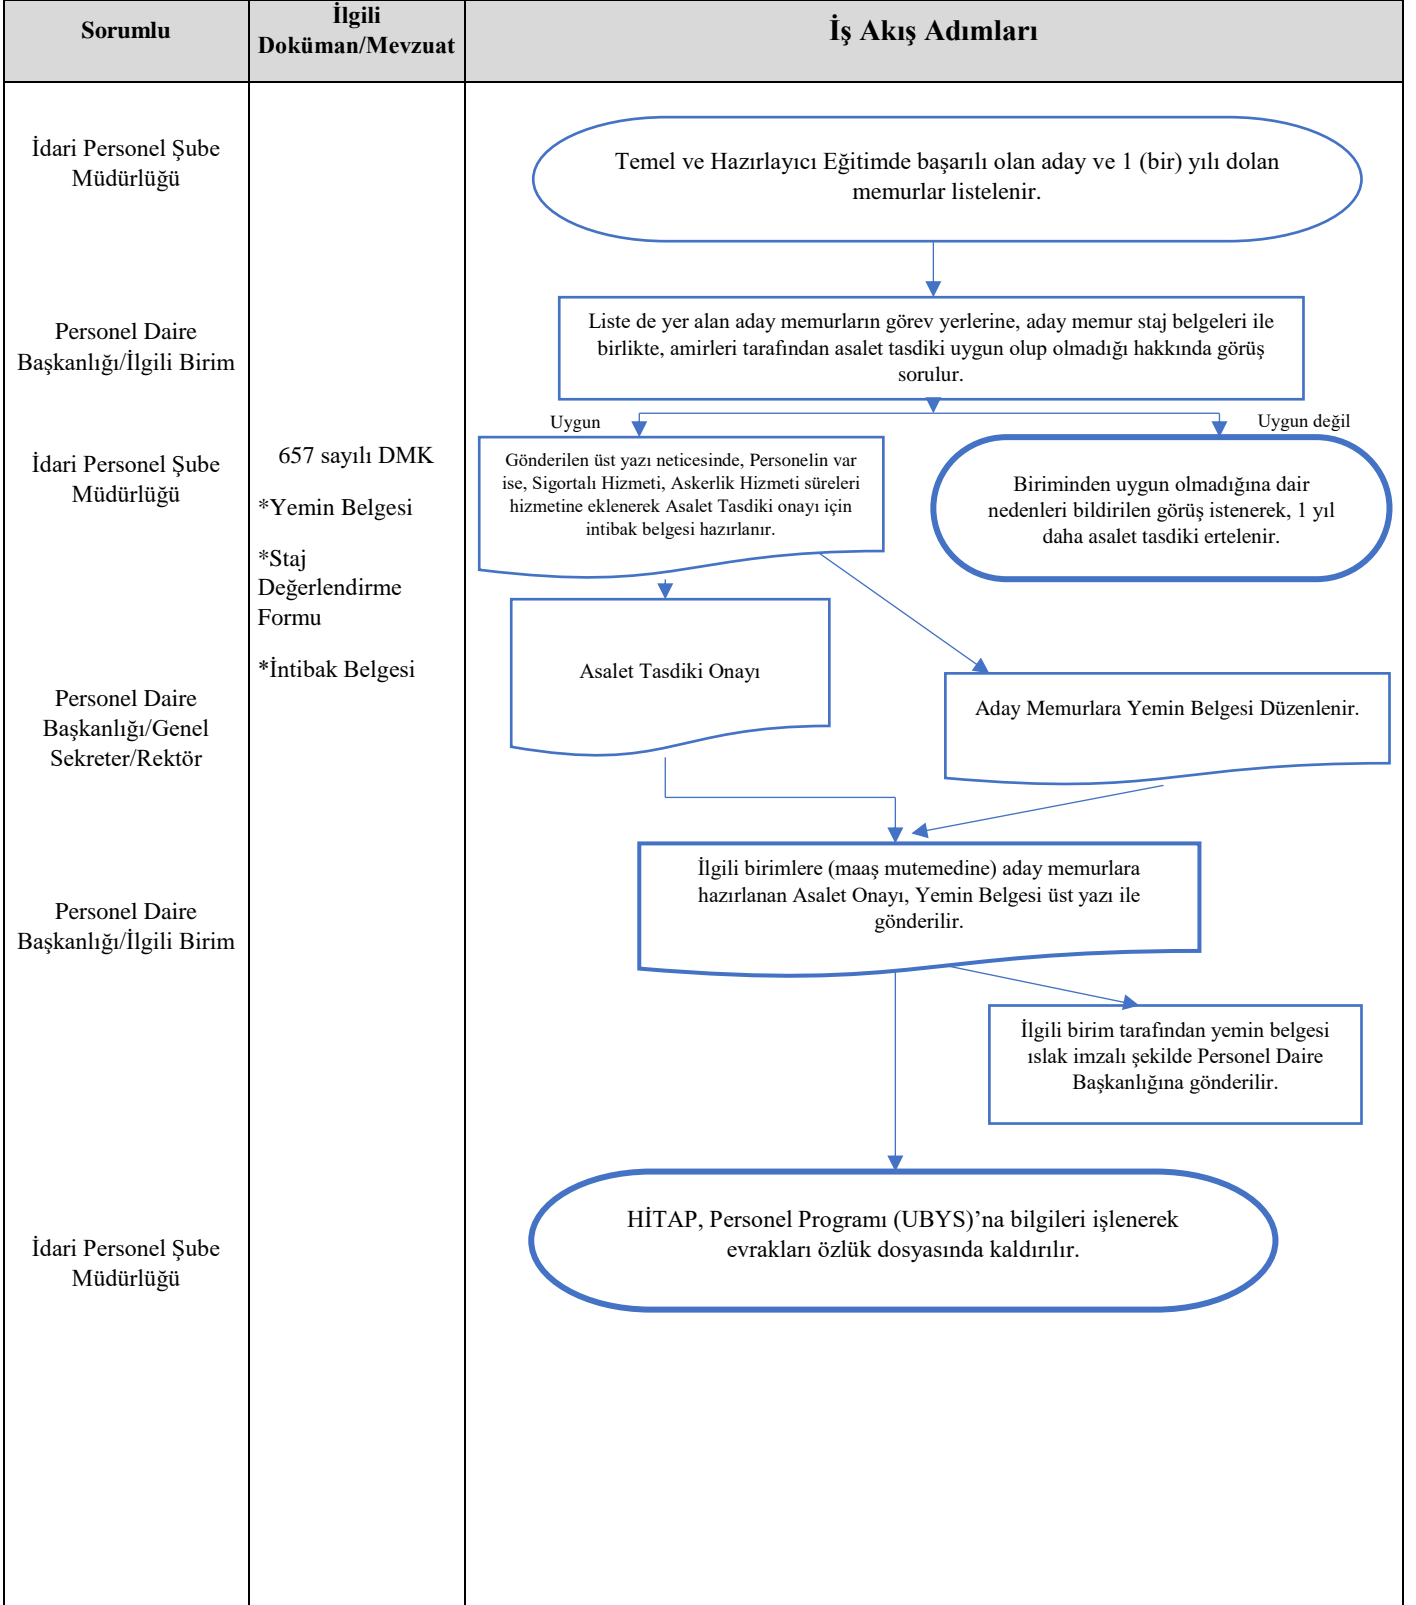 Sorumlu
İlgili
Doküman/Mevzuat
İş Akış Adımları
İdari Personel Şube
Müdürlüğü
Temel ve Hazırlayıcı Eğitimde başarılı olan aday ve 1 (bir) yılı dolan
memurlar listelenir.
Personel Daire
Başkanlığı/İlgili Birim
Liste de yer alan aday memurların görev yerlerine, aday memur staj belgeleri ile
birlikte, amirleri tarafından asalet tasdiki uygun olup olmadığı hakkında görüş
sorulur.
Uygun
Uygun değil
İdari Personel Şube
Müdürlüğü
657 sayılı DMK
*Yemin Belgesi
*Staj
Değerlendirme
Formu
*İntibak Belgesi
Gönderilen üst yazı neticesinde, Personelin var
ise, Sigortalı Hizmeti, Askerlik Hizmeti süreleri
hizmetine eklenerek Asalet Tasdiki onayı için
intibak belgesi hazırlanır.
Biriminden uygun olmadığına dair
nedenleri bildirilen görüş istenerek, 1 yıl
daha asalet tasdiki ertelenir.
Personel Daire
Başkanlığı/Genel
Sekreter/Rektör
Asalet Tasdiki Onayı
Aday Memurlara Yemin Belgesi Düzenlenir.
Personel Daire
Başkanlığı/İlgili Birim
İlgili birimlere (maaş mutemedine) aday memurlara
hazırlanan Asalet Onayı, Yemin Belgesi üst yazı ile
gönderilir.
İlgili birim tarafından yemin belgesi
ıslak imzalı şekilde Personel Daire
Başkanlığına gönderilir.
İdari Personel Şube
Müdürlüğü
HİTAP, Personel Programı (UBYS)’na bilgileri işlenerek
evrakları özlük dosyasında kaldırılır.